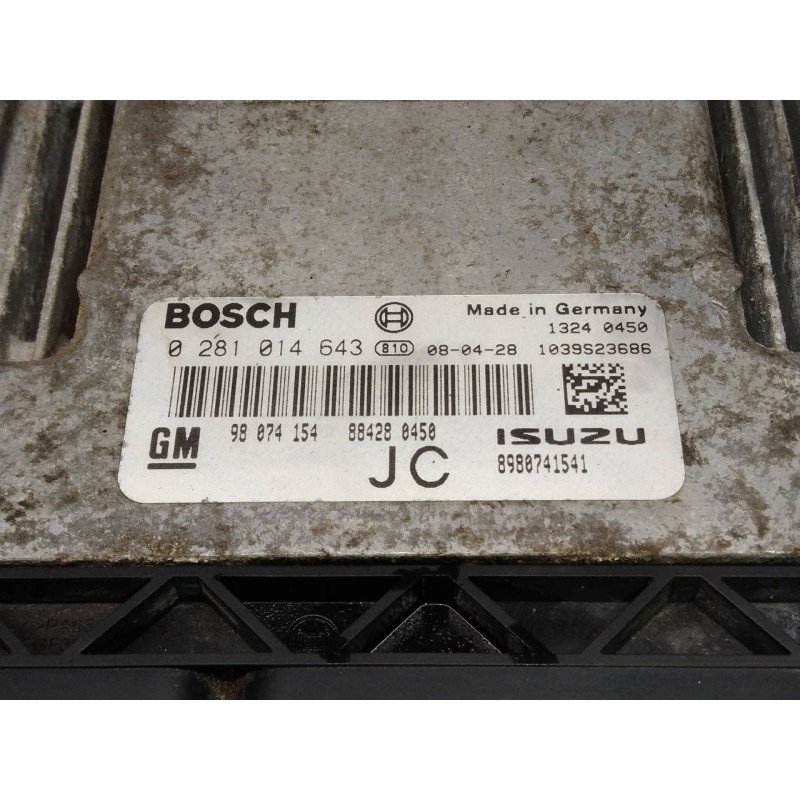 BOSCH Made in Germany
1324 0450
0 281 014 643 810 08-04-28 1039S23686
GM 98 074 154 88428 0450 ISUZU
JC 8980741541